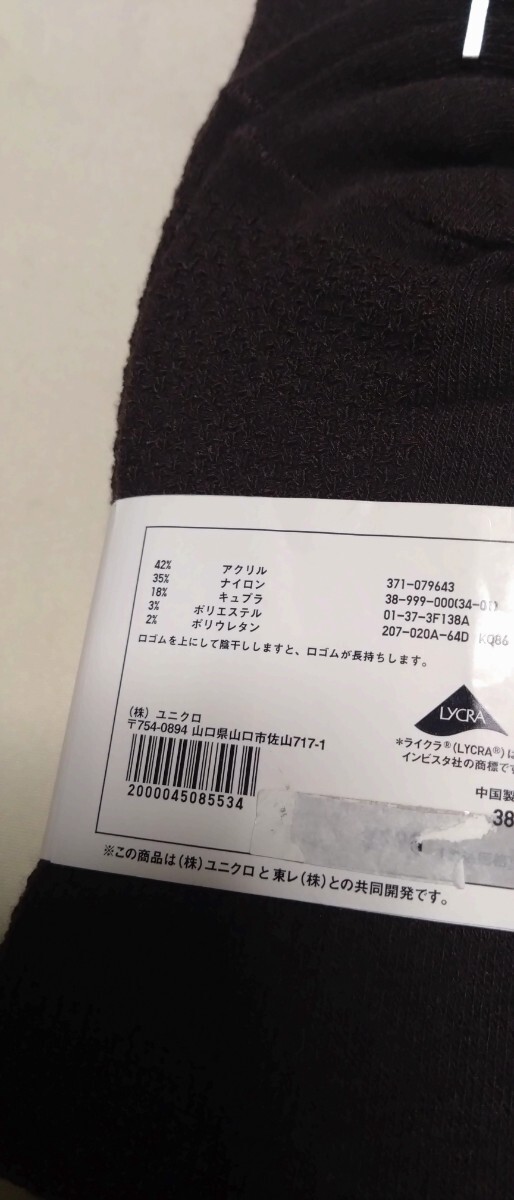 42% アクリル
35% ナイロン
18% キュプラ
3% ポリエステル
2% ポリウレタン
371-079643
38-999-000(34-01)
01-37-3F138A
207-020A-64D KQ86
口ゴムを上にして陰干ししますと、口ゴムが長持ちします。
LYCRA
*ライクラ®(LYCRA®)は
インビスタ社の商標です
(株) ユニクロ
〒754-0894 山口県山口市佐山717-1
2000045085534
中国製
38
※この商品は(株)ユニクロと東レ(株)との共同開発です。